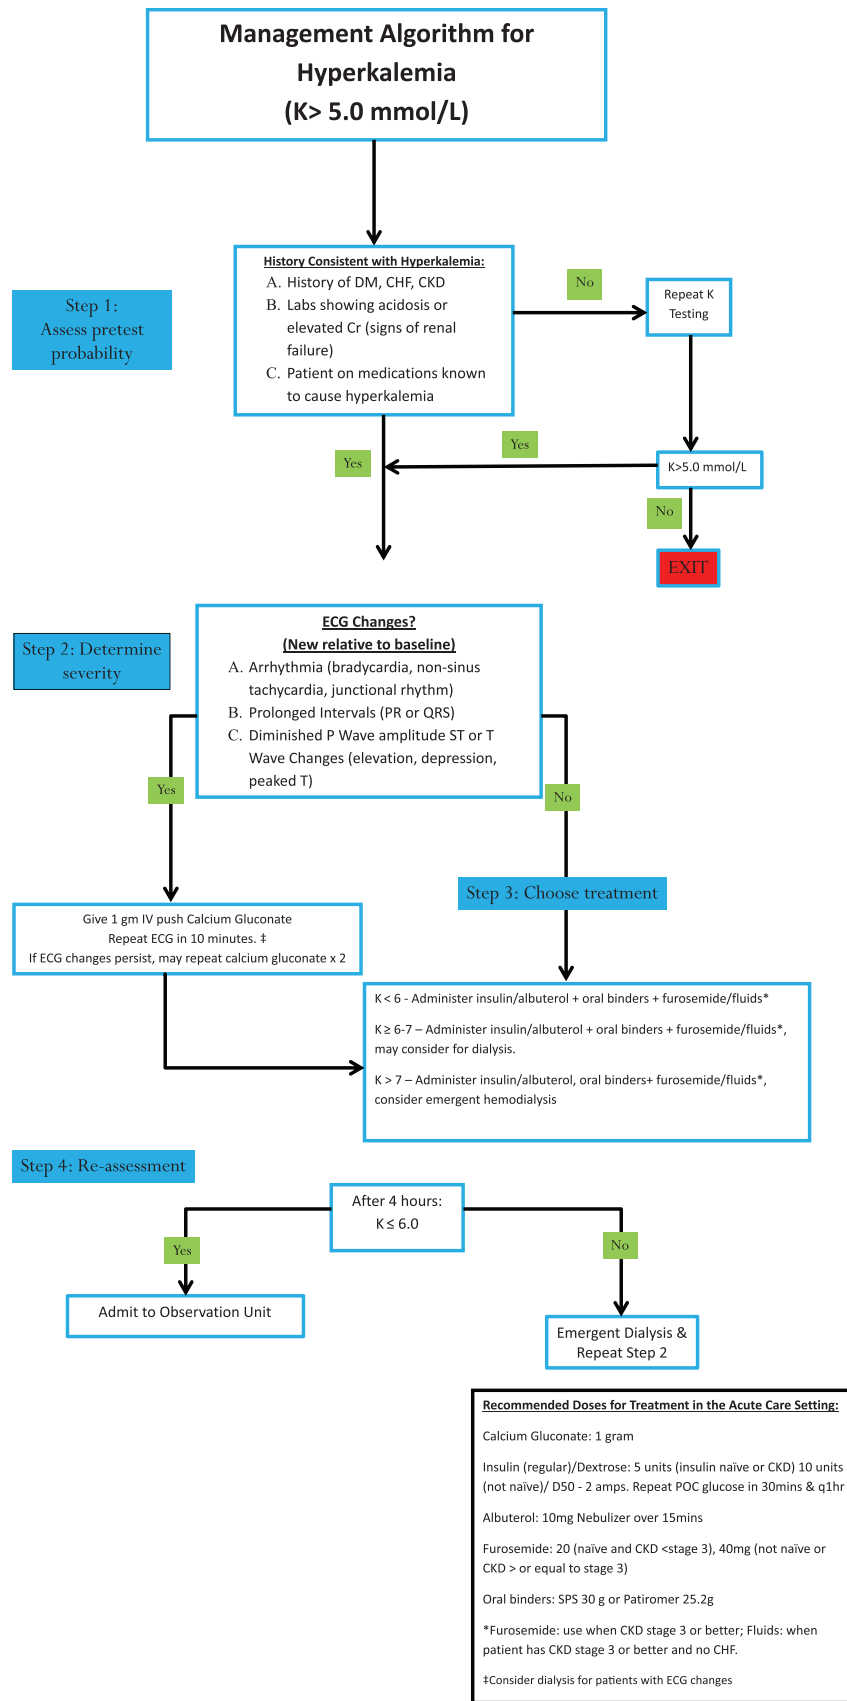 Management Algorithm for
Hyperkalemia
(K> 5.0 mmol/L)
Step 1:
Assess pretest
probability
History Consistent with Hyperkalemia:
A. History of DM, CHF, CKD
B. Labs showing acidosis or
elevated Cr (signs of renal
failure)
C. Patient on medications known
to cause hyperkalemia
No
Repeat K
Testing
Yes
Yes
K>5.0 mmol/L
No
EXIT
Step 2: Determine
severity
ECG Changes?
(New relative to baseline)
A. Arrhythmia (bradycardia, non-sinus
tachycardia, junctional rhythm)
B. Prolonged Intervals (PR or QRS)
C. Diminished P Wave amplitude ST or T
Wave Changes (elevation, depression,
peaked T)
Yes
No
Step 3: Choose treatment
Give 1 gm IV push Calcium Gluconate
Repeat ECG in 10 minutes. ‡
If ECG changes persist, may repeat calcium gluconate x 2
K < 6 - Administer insulin/albuterol + oral binders + furosemide/fluids*
K ≥ 6-7 – Administer insulin/albuterol + oral binders + furosemide/fluids*,
may consider for dialysis.
K > 7 – Administer insulin/albuterol, oral binders+ furosemide/fluids*,
consider emergent hemodialysis
Step 4: Re-assessment
After 4 hours:
K ≤ 6.0
Yes
No
Admit to Observation Unit
Emergent Dialysis &
Repeat Step 2
Recommended Doses for Treatment in the Acute Care Setting:
Calcium Gluconate: 1 gram
Insulin (regular)/Dextrose: 5 units (insulin naïve or CKD) 10 units
(not naïve)/ D50 - 2 amps. Repeat POC glucose in 30mins & q1hr
Albuterol: 10mg Nebulizer over 15mins
Furosemide: 20 (naïve and CKD <stage 3), 40mg (not naïve or
CKD > or equal to stage 3)
Oral binders: SPS 30 g or Patiromer 25.2g
*Furosemide: use when CKD stage 3 or better; Fluids: when
patient has CKD stage 3 or better and no CHF.
‡Consider dialysis for patients with ECG changes